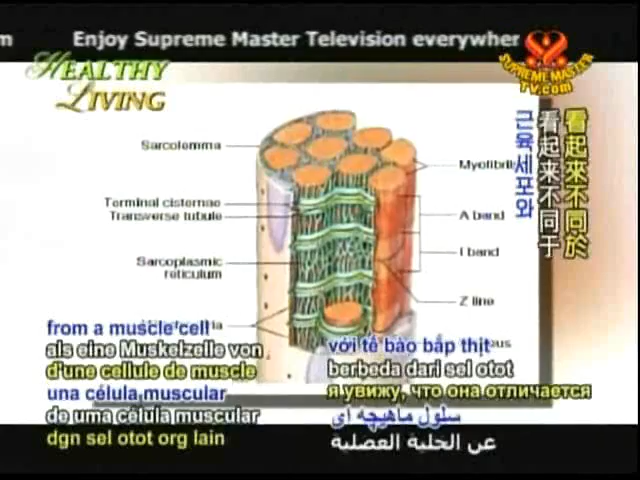 m Enjoy Supreme Master Television everywher
SUPREME MASTER
TV.com
HEALTHY
LIVING
看起來不同於
看起来不同于
근육세포와
Sarcolemma
Myofibril
Terminal cisternae
Transverse tubule
A band
I band
Sarcoplasmic
reticulum
Z line
from a muscle cell
als eine Muskelzelle von
d'une cellule de muscle
una célula muscular
de uma célula muscular
dgn sel otot org lain
với tế bào bắp thịt
berbeda dari sel otot
я увижу, что она отличается
سلول ماهیچه ای
عن الخلية العضلية